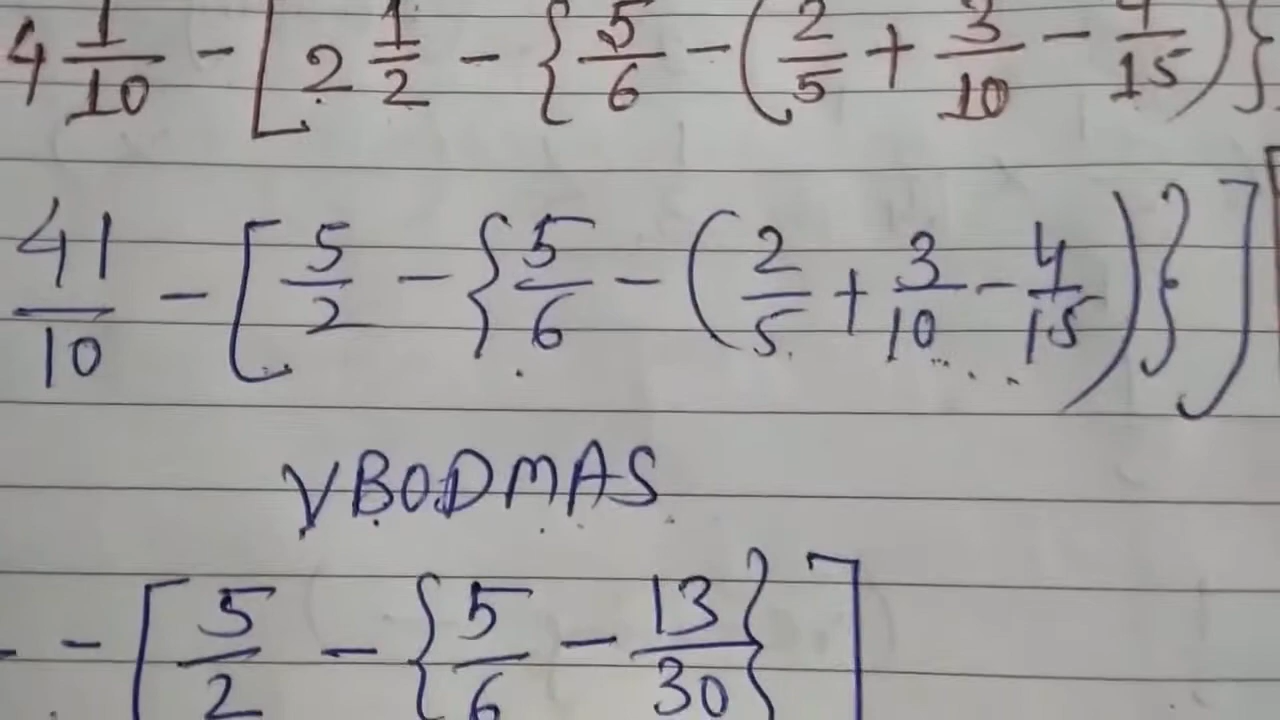 4 1/10 - [2 1/2 - {5/6 - (2/5 + 3/10 - 4/15)}
41/10 - [5/2 - {5/6 - (2/5 + 3/10 - 4/15)}]
VBODMAS
- [5/2 - {5/6 - 13/30}]